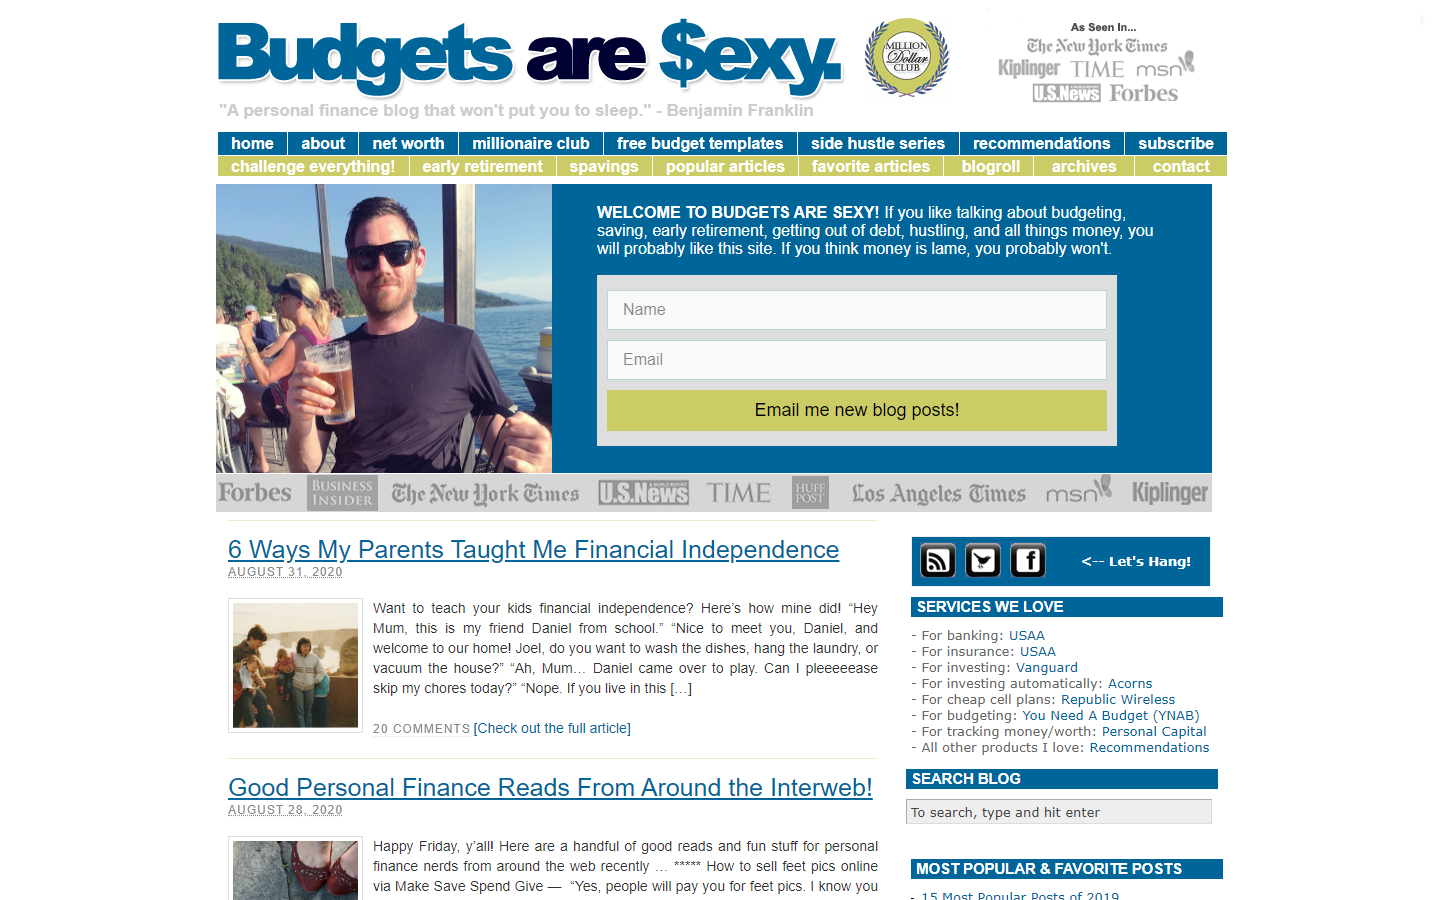 Budgets are $exy.
"A personal finance blog that won't put you to sleep." - Benjamin Franklin
MILLION
Dollar
CLUB
As Seen In...
The New York Times
Kiplinger TIME msn
U.S.News Forbes
home about net worth millionaire club free budget templates side hustle series recommendations subscribe
challenge everything! early retirement spavings popular articles favorite articles blogroll archives contact
WELCOME TO BUDGETS ARE SEXY! If you like talking about budgeting,
saving, early retirement, getting out of debt, hustling, and all things money, you
will probably like this site. If you think money is lame, you probably won't.
Name
Email
Email me new blog posts!
Forbes BUSINESS INSIDER The New York Times U.S.News TIME HUFF POST Los Angeles Times msn Kiplinger
6 Ways My Parents Taught Me Financial Independence
AUGUST 31, 2020
Want to teach your kids financial independence? Here's how mine did! “Hey
Mum, this is my friend Daniel from school.” “Nice to meet you, Daniel, and
welcome to our home! Joel, do you want to wash the dishes, hang the laundry, or
vacuum the house?” “Ah, Mum… Daniel came over to play. Can I pleeeeease
skip my chores today?” “Nope. If you live in this […]
20 COMMENTS [Check out the full article]
Good Personal Finance Reads From Around the Interweb!
AUGUST 28, 2020
Happy Friday, y'all! Here are a handful of good reads and fun stuff for personal
finance nerds from around the web recently … ***** How to sell feet pics online
via Make Save Spend Give — “Yes, people will pay you for feet pics. I know you
<-- Let's Hang!
SERVICES WE LOVE
- For banking: USAA
- For insurance: USAA
- For investing: Vanguard
- For investing automatically: Acorns
- For cheap cell plans: Republic Wireless
- For budgeting: You Need A Budget (YNAB)
- For tracking money/worth: Personal Capital
- All other products I love: Recommendations
SEARCH BLOG
To search, type and hit enter
MOST POPULAR & FAVORITE POSTS
- 15 Most Popular Posts of 2019